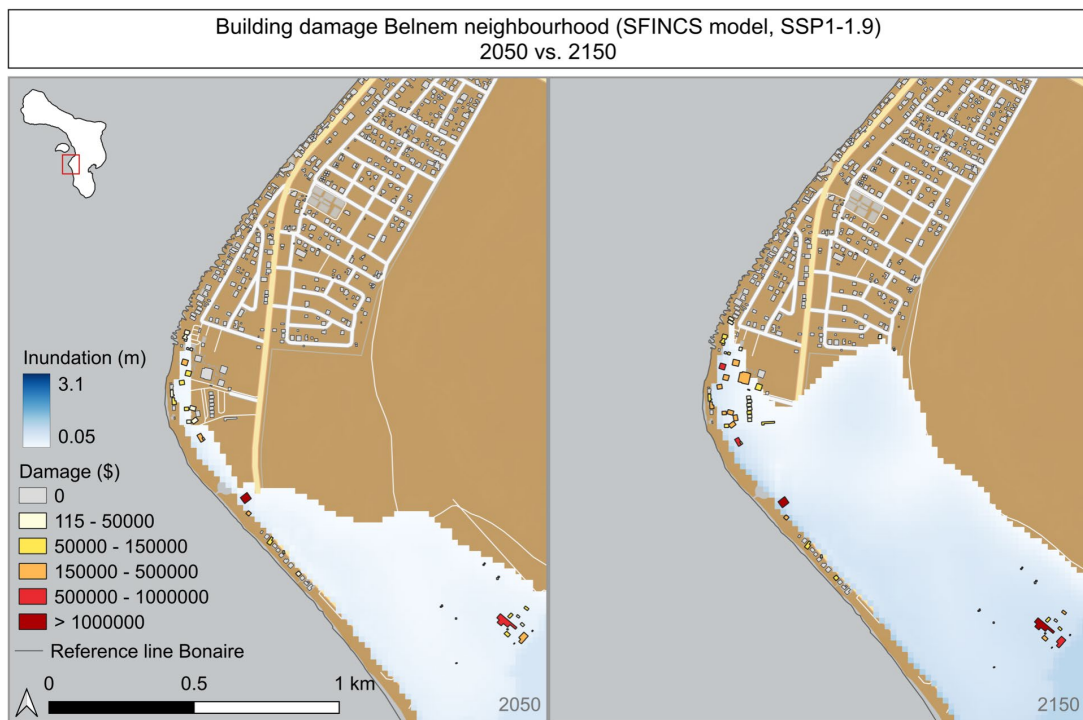 Building damage Belnem neighbourhood (SFINCS model, SSP1-1.9)
2050 vs. 2150
Inundation (m)
3.1
0.05
Damage ($)
0
115 - 50000
50000 - 150000
150000 - 500000
500000 - 1000000
> 1000000
Reference line Bonaire
0 0.5 1 km
2050
2150